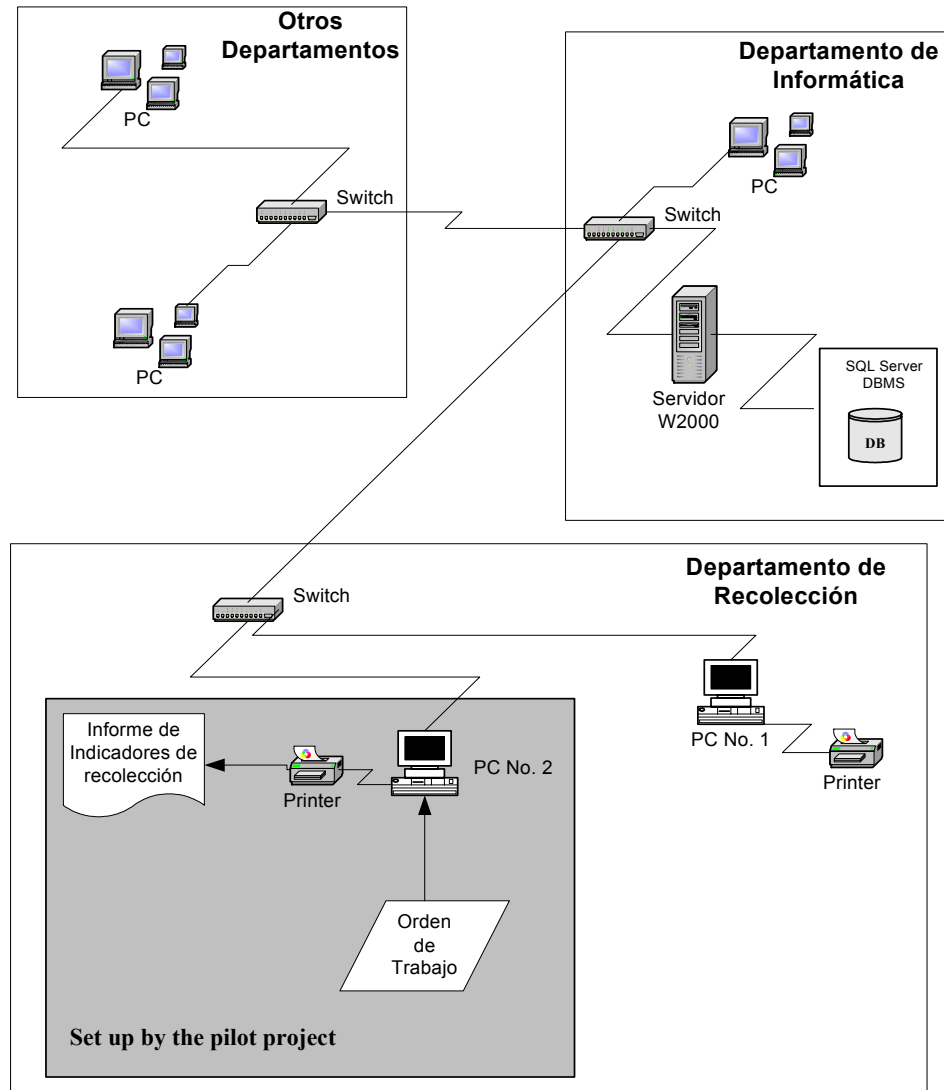 Otros
Departamentos
PC
Switch
PC
Departamento de
Informática
PC
Switch
Servidor
W2000
SQL Server
DBMS
DB
Departamento de
Recolección
Switch
PC No. 1
Printer
Informe de
Indicadores de
recolección
Printer
PC No. 2
Orden
de
Trabajo
Set up by the pilot project